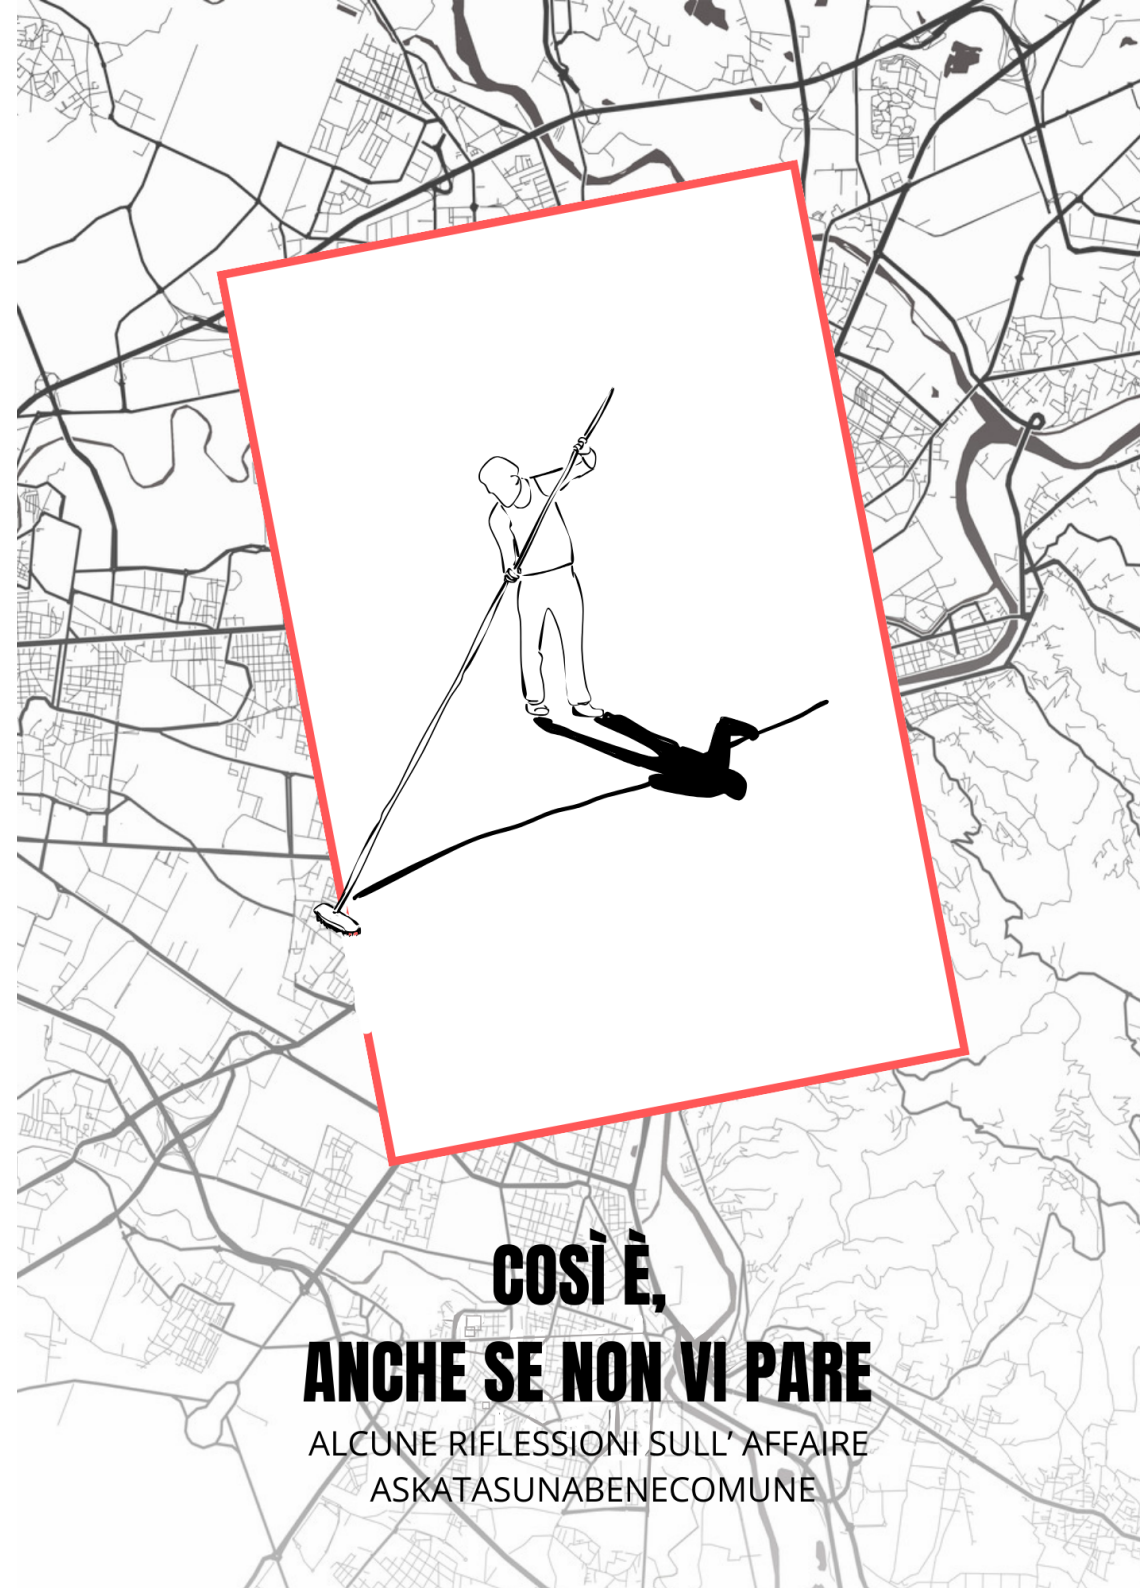 COSÌ È,
ANCHE SE NON VI PARE
ALCUNE RIFLESSIONI SULL’ AFFAIRE
ASKATASUNABENECOMUNE